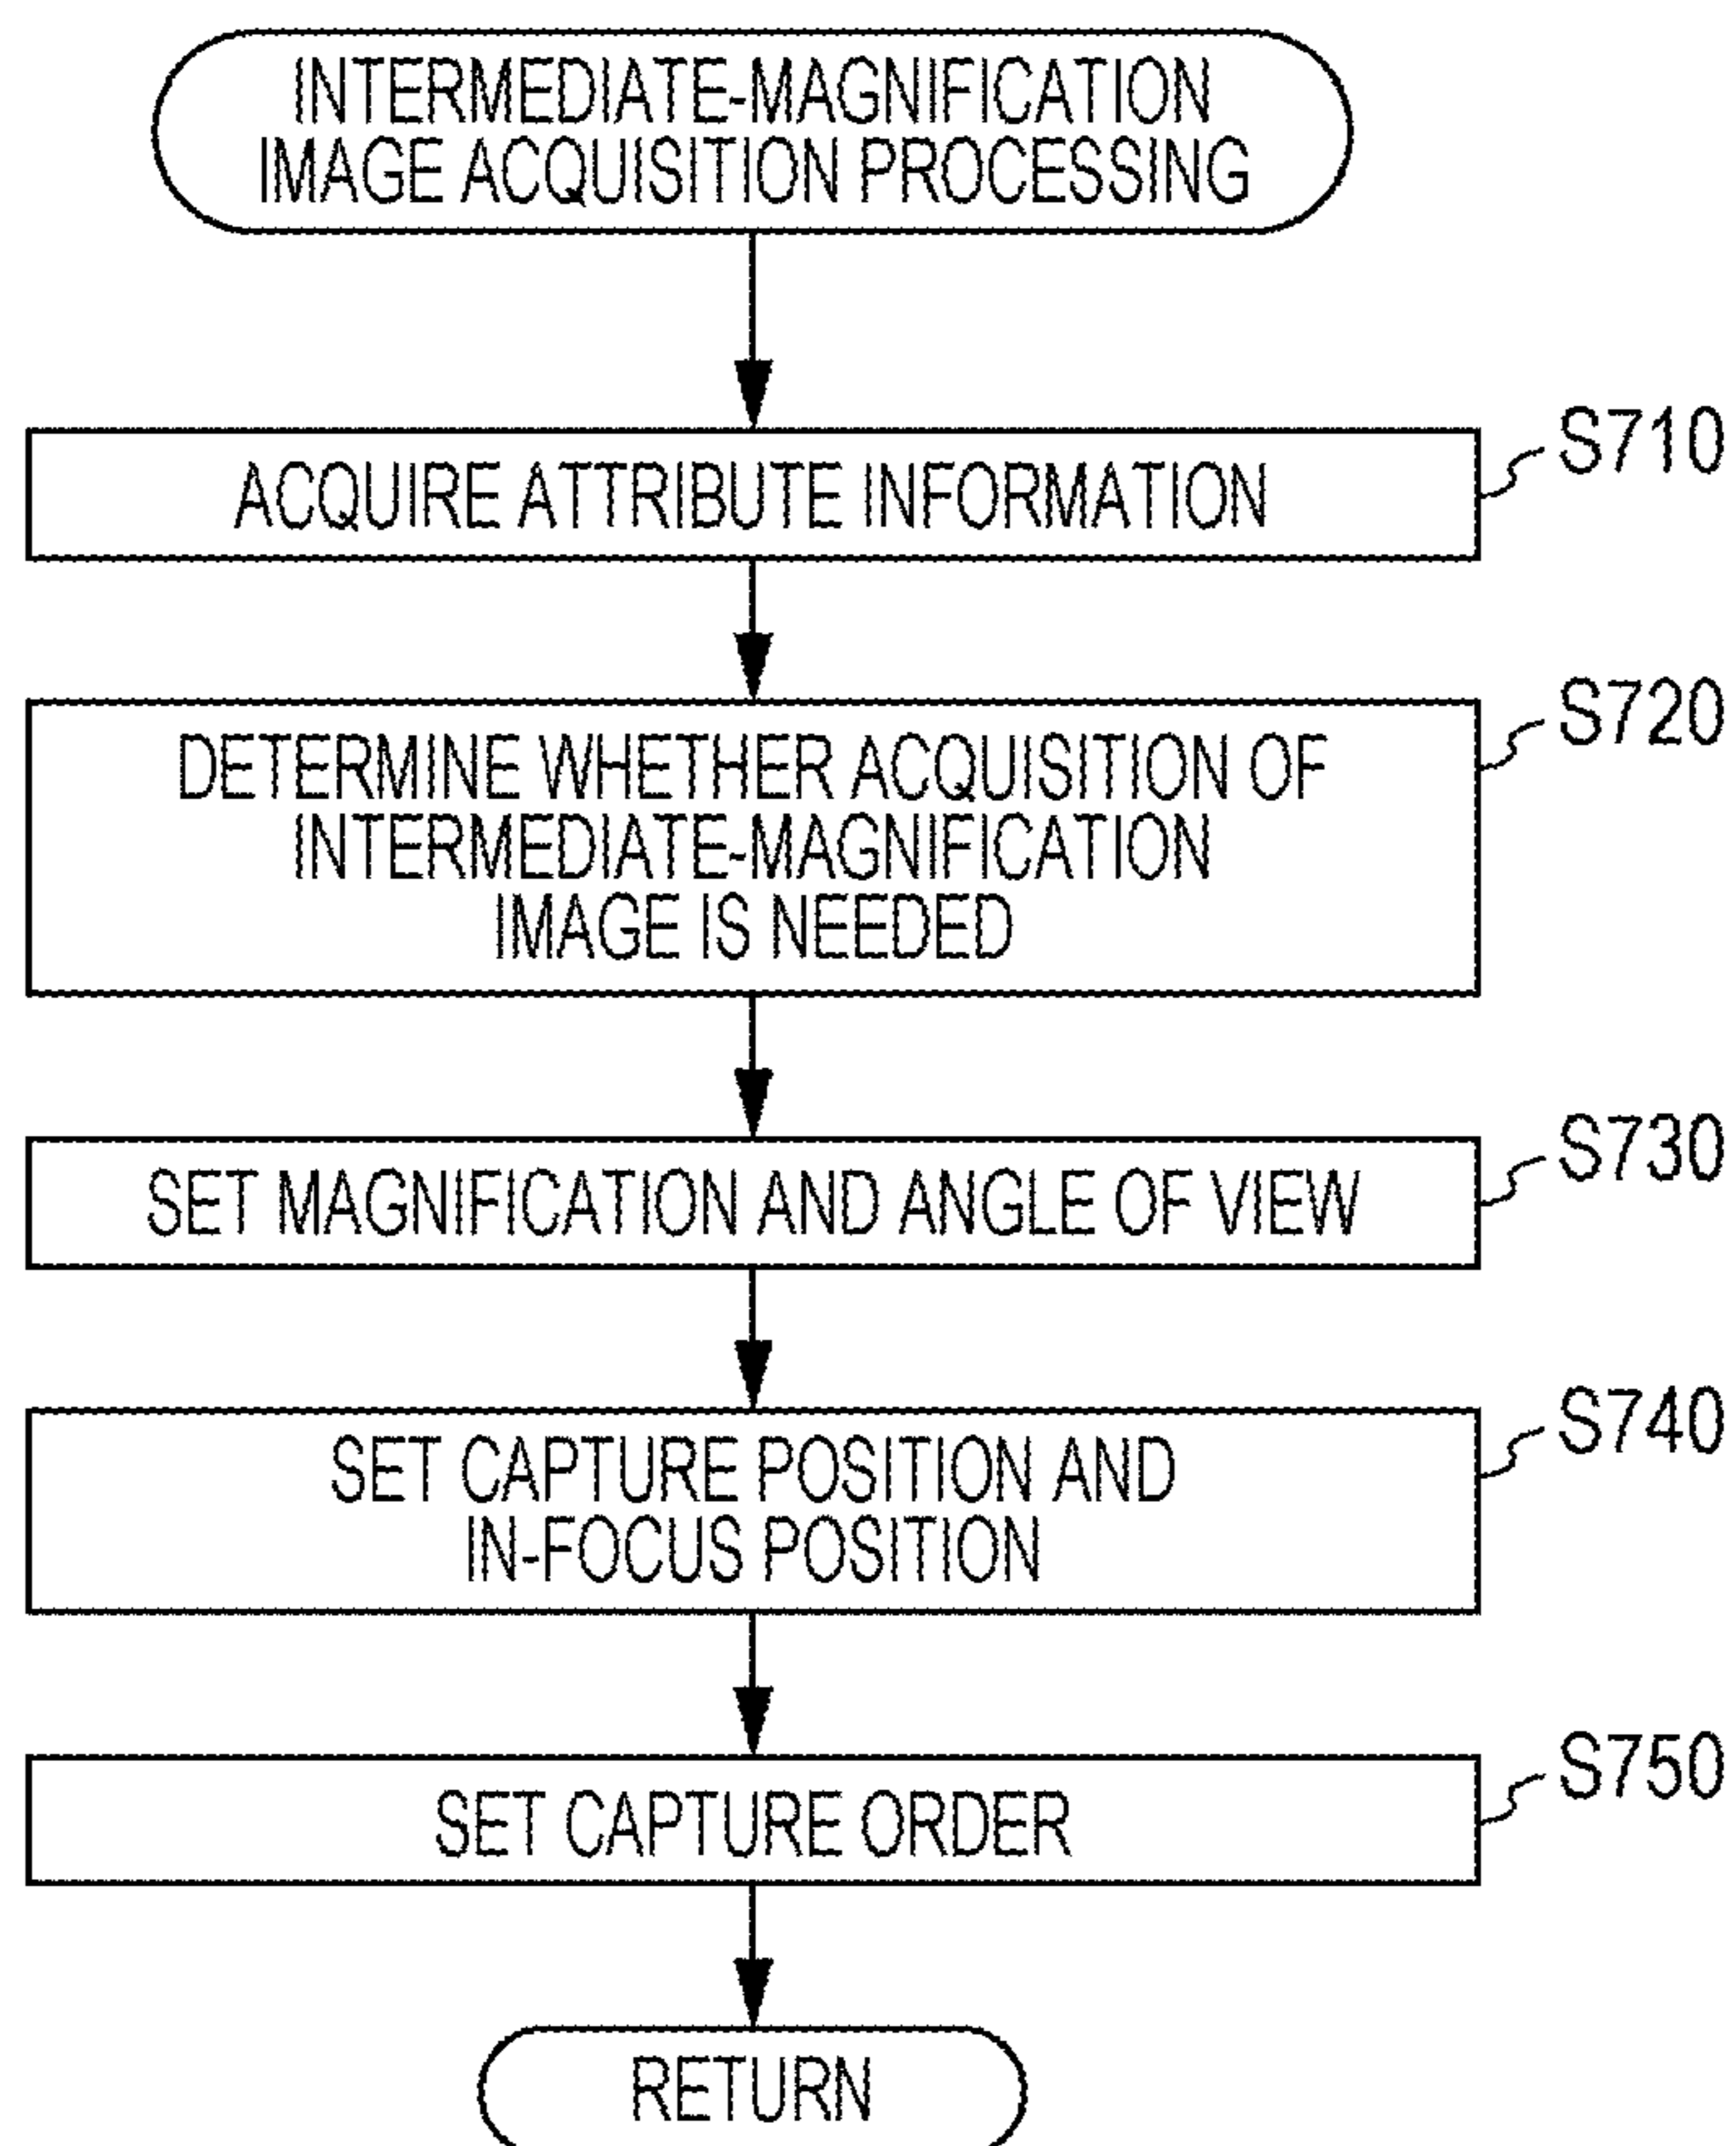 INTERMEDIATE-MAGNIFICATION
IMAGE ACQUISITION PROCESSING
S710
ACQUIRE ATTRIBUTE INFORMATION
S720
DETERMINE WHETHER ACQUISITION OF
INTERMEDIATE-MAGNIFICATION
IMAGE IS NEEDED
S730
SET MAGNIFICATION AND ANGLE OF VIEW
S740
SET CAPTURE POSITION AND
IN-FOCUS POSITION
S750
SET CAPTURE ORDER
RETURN